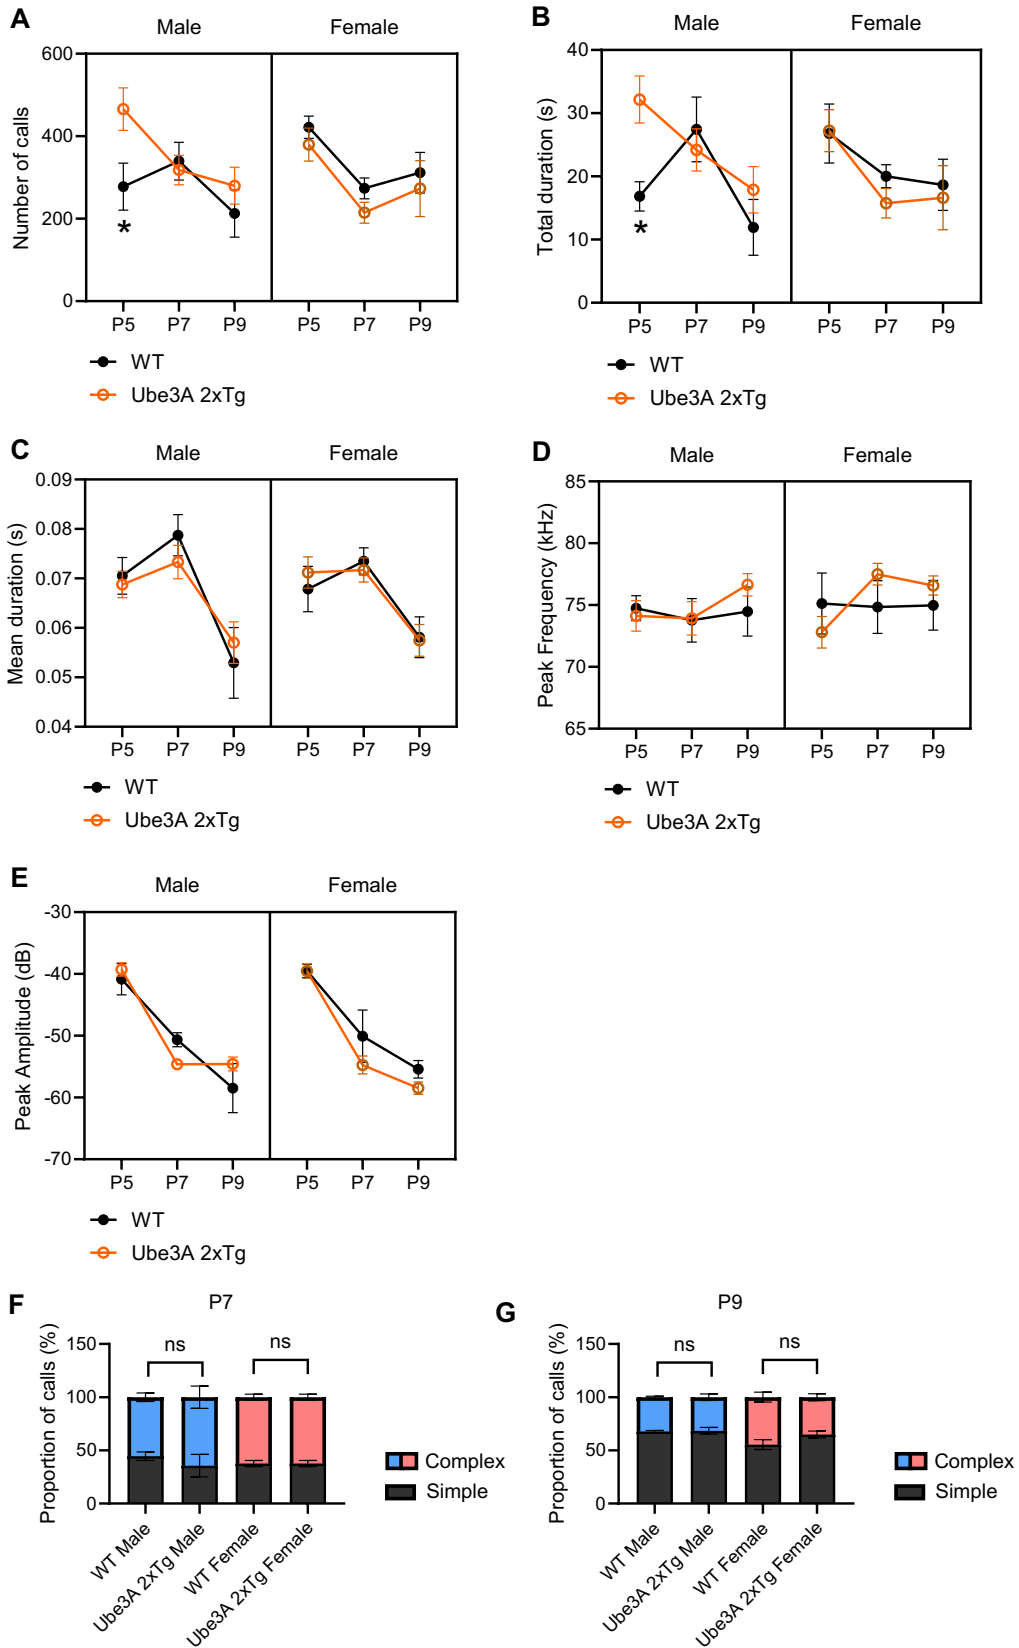 A
Male
Female
Number of calls
600
400
200
0
*
P5
P7
P9
P5
P7
P9
WT
Ube3A 2xTg
B
Male
Female
Total duration (s)
40
30
20
10
0
*
P5
P7
P9
P5
P7
P9
WT
Ube3A 2xTg
C
Male
Female
Mean duration (s)
0.09
0.08
0.07
0.06
0.05
0.04
P5
P7
P9
P5
P7
P9
WT
Ube3A 2xTg
D
Male
Female
Peak Frequency (kHz)
85
80
75
70
65
P5
P7
P9
P5
P7
P9
WT
Ube3A 2xTg
E
Male
Female
Peak Amplitude (dB)
-30
-40
-50
-60
-70
P5
P7
P9
P5
P7
P9
WT
Ube3A 2xTg
F
P7
Proportion of calls (%)
150
100
50
0
ns
ns
WT Male
Ube3A 2xTg Male
WT Female
Ube3A 2xTg Female
Complex
Simple
G
P9
Proportion of calls (%)
150
100
50
0
ns
ns
WT Male
Ube3A 2xTg Male
WT Female
Ube3A 2xTg Female
Complex
Simple